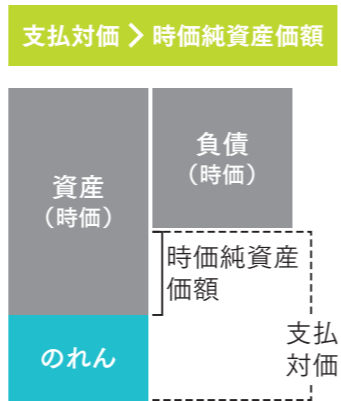 支払対価 > 時価純資産価額
資産
（時価）
負債
（時価）
時価純資産
価額
のれん
支払
対価